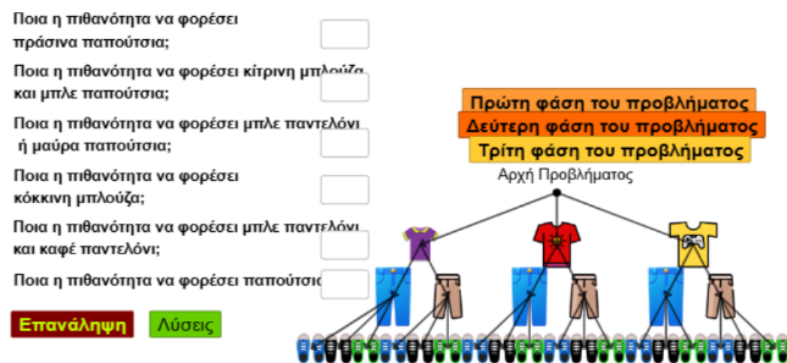 Ποια η πιθανότητα να φορέσει
πράσινα παπούτσια;
Ποια η πιθανότητα να φορέσει κίτρινη μπλούζα
και μπλε παπούτσια;
Ποια η πιθανότητα να φορέσει μπλε παντελόνι
ή μαύρα παπούτσια;
Ποια η πιθανότητα να φορέσει
κόκκινη μπλούζα;
Ποια η πιθανότητα να φορέσει μπλε παντελόνι
και καφέ παντελόνι;
Ποια η πιθανότητα να φορέσει
Επανάληψη
Λύσεις
Πρώτη φάση του προβλήματος
Δεύτερη φάση του προβλήματος
Τρίτη φάση του προβλήματος
Αρχή Προβλήματος